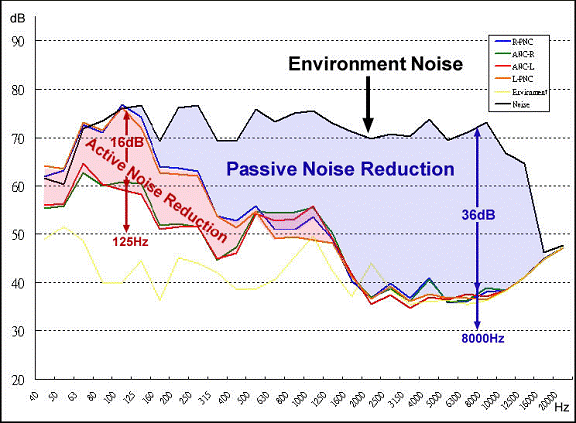 dB
90
80
70
60
50
40
30
20
Environment Noise
R-PNC
ANC-R
ANC-L
L-PNC
Enviroment
Noise
16dB
Active Noise Reduction
125Hz
Passive Noise Reduction
36dB
8000Hz
40 50 63 80 100 125 160 200 250 315 400 500 630 800 1000 1250 1600 2000 2500 3150 4000 5000 6300 8000 10000 12500 16000 20000 Hz